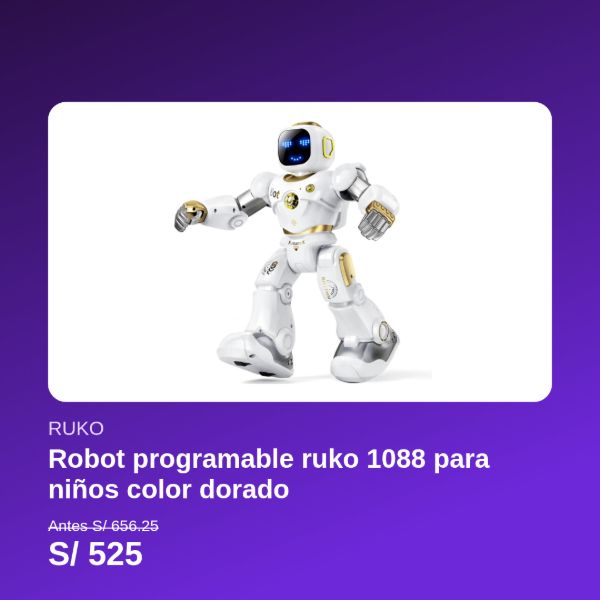 RUKO
Robot programable ruko 1088 para
niños color dorado
Antes S/ 656.25
S/ 525